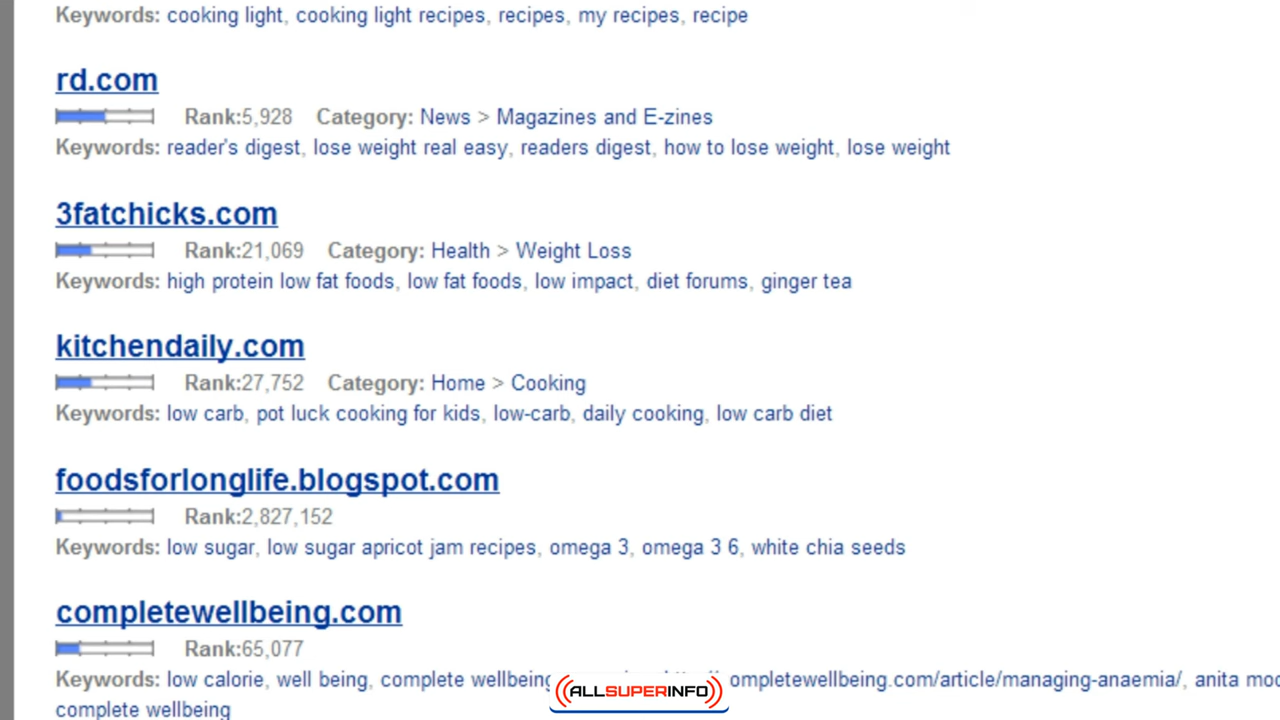 Keywords: cooking light, cooking light recipes, recipes, my recipes, recipe
rd.com
Rank:5,928 Category: News > Magazines and E-zines
Keywords: reader's digest, lose weight real easy, readers digest, how to lose weight, lose weight
3fatchicks.com
Rank:21,069 Category: Health > Weight Loss
Keywords: high protein low fat foods, low fat foods, low impact, diet forums, ginger tea
kitchendaily.com
Rank:27,752 Category: Home > Cooking
Keywords: low carb, pot luck cooking for kids, low-carb, daily cooking, low carb diet
foodsforlonglife.blogspot.com
Rank:2,827,152
Keywords: low sugar, low sugar apricot jam recipes, omega 3, omega 3 6, white chia seeds
completewellbeing.com
Rank:65,077
Keywords: low calorie, well being, complete wellbeing ompletewellbeing.com/article/managing-anaemia/, anita
complete wellbeing
ALLSUPERINFO